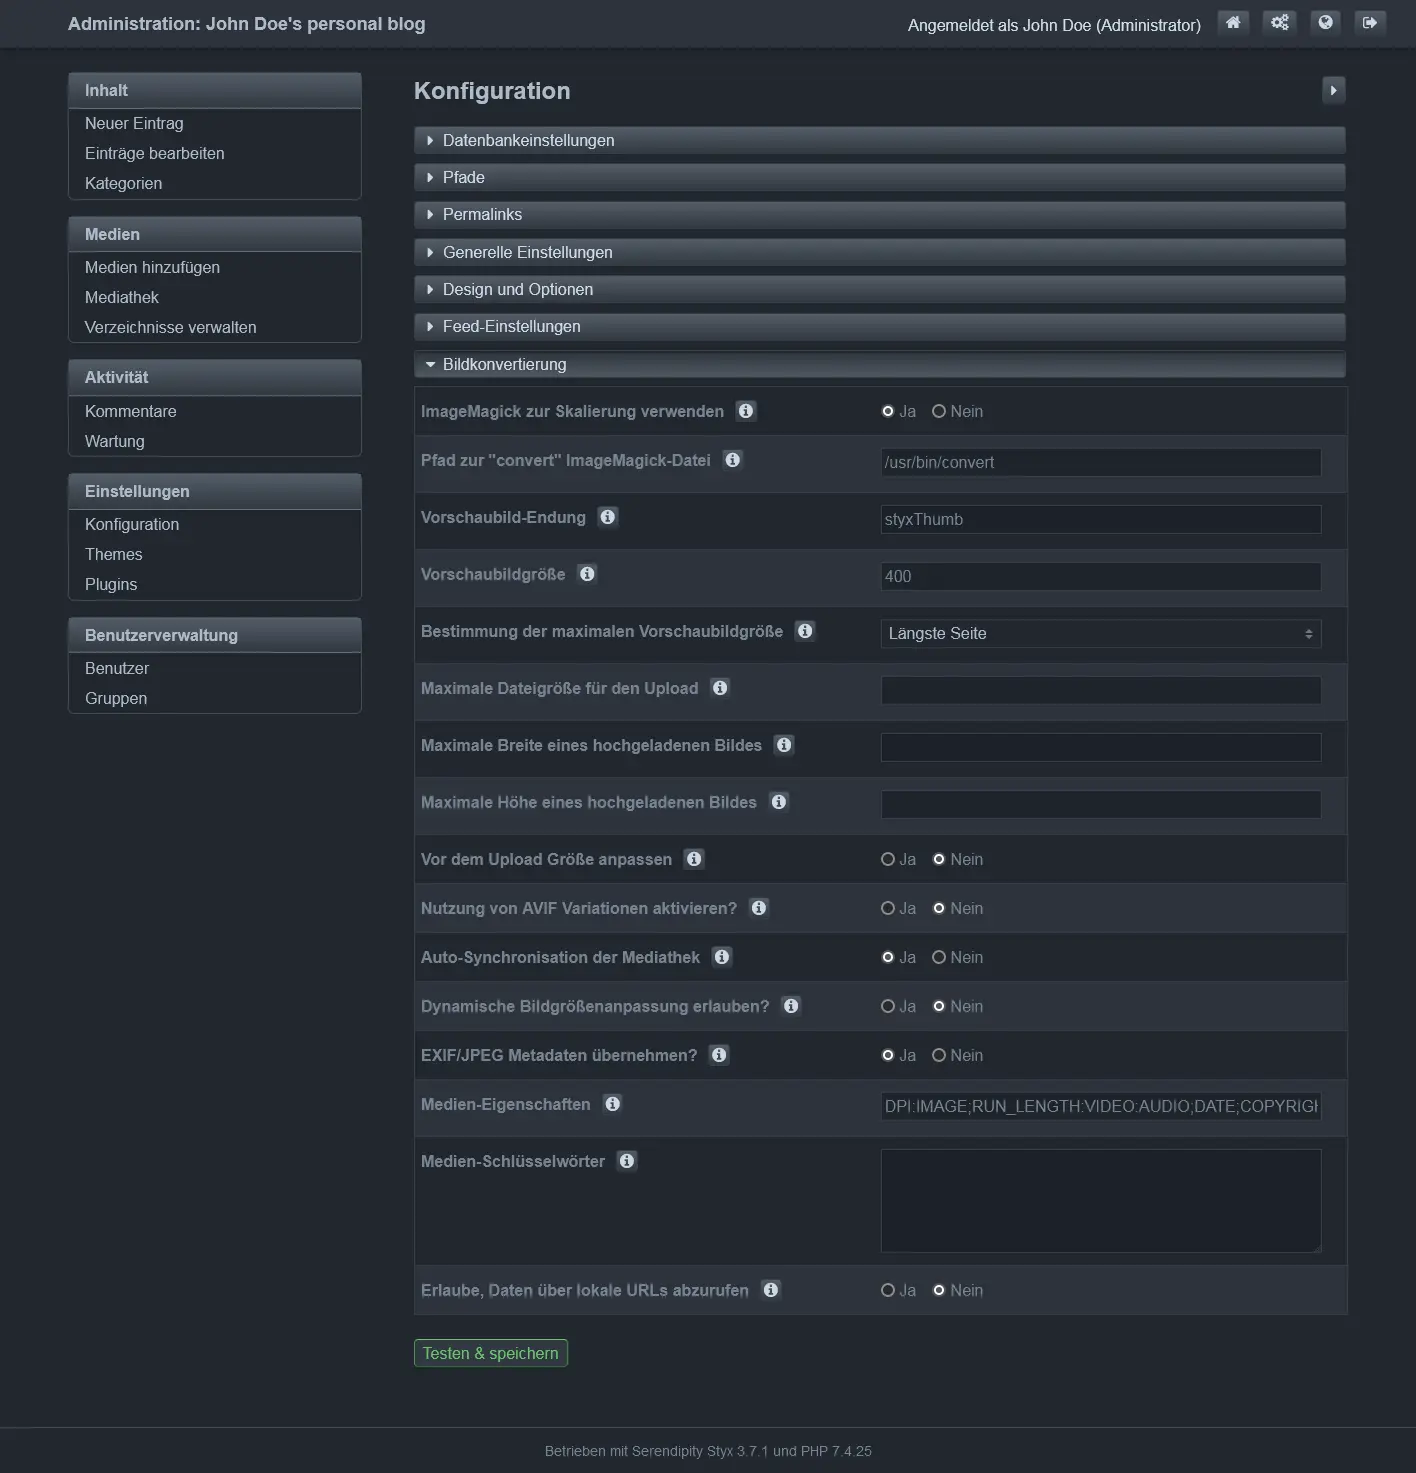 Administration: John Doe's personal blog
Angemeldet als John Doe (Administrator)
Inhalt
Neuer Eintrag
Einträge bearbeiten
Kategorien
Medien
Medien hinzufügen
Mediathek
Verzeichnisse verwalten
Aktivität
Kommentare
Wartung
Einstellungen
Konfiguration
Themes
Plugins
Benutzerverwaltung
Benutzer
Gruppen
Konfiguration
Datenbankeinstellungen
Pfade
Permalinks
Generelle Einstellungen
Design und Optionen
Feed-Einstellungen
Bildkonvertierung
ImageMagick zur Skalierung verwenden Ja Nein
Pfad zur "convert" ImageMagick-Datei /usr/bin/convert
Vorschaubild-Endung styxThumb
Vorschaubildgröße 400
Bestimmung der maximalen Vorschaubildgröße Längste Seite
Maximale Dateigröße für den Upload
Maximale Breite eines hochgeladenen Bildes
Maximale Höhe eines hochgeladenen Bildes
Vor dem Upload Größe anpassen Ja Nein
Nutzung von AVIF Variationen aktivieren? Ja Nein
Auto-Synchronisation der Mediathek Ja Nein
Dynamische Bildgrößenanpassung erlauben? Ja Nein
EXIF/JPEG Metadaten übernehmen? Ja Nein
Medien-Eigenschaften DPI:IMAGE;RUN_LENGTH:VIDEO:AUDIO;DATE;COPYRIGH
Medien-Schlüsselwörter
Erlaube, Daten über lokale URLs abzurufen Ja Nein
Testen & speichern
Betrieben mit Serendipity Styx 3.7.1 und PHP 7.4.25